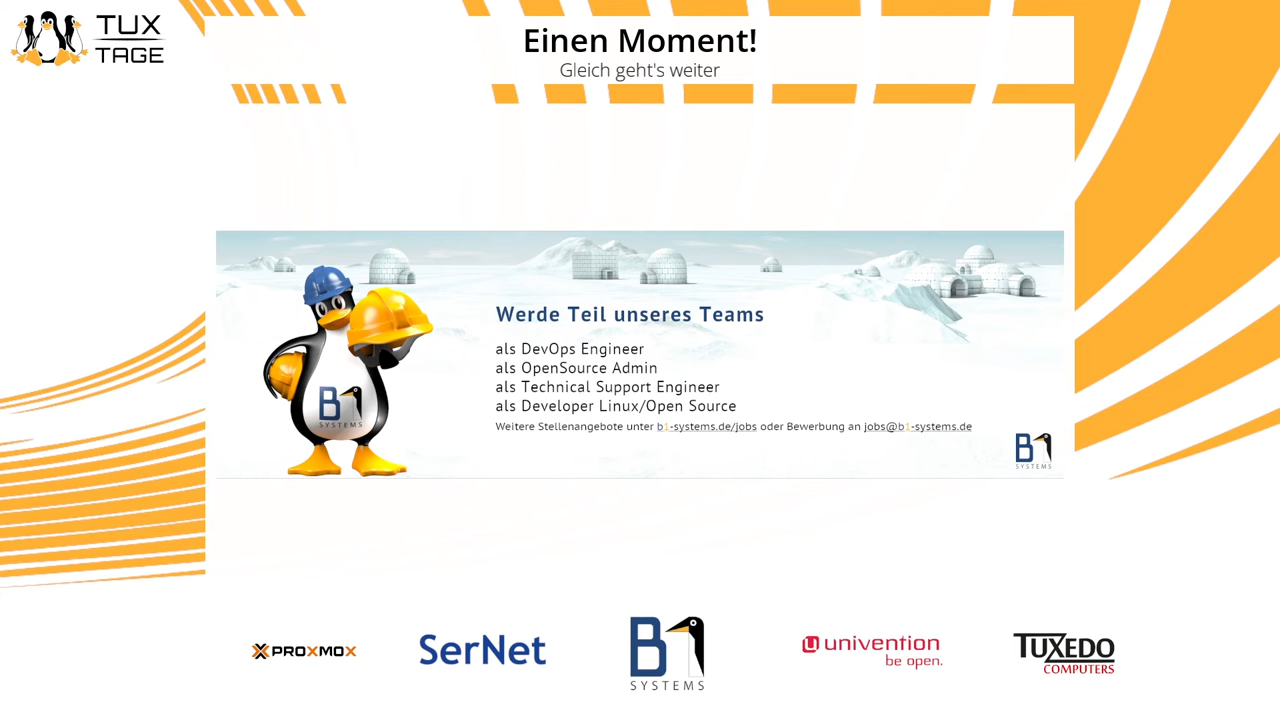 TUX
TAGE
Einen Moment!
Gleich geht's weiter
Werde Teil unseres Teams
als DevOps Engineer
als OpenSource Admin
als Technical Support Engineer
als Developer Linux/Open Source
Weitere Stellenangebote unter b1-systems.de/jobs oder Bewerbung an jobs@b1-systems.de
B1
SYSTEMS
B1
SYSTEMS
PROXMOX
SerNet
B1
SYSTEMS
univention
be open.
TUXEDO
COMPUTERS